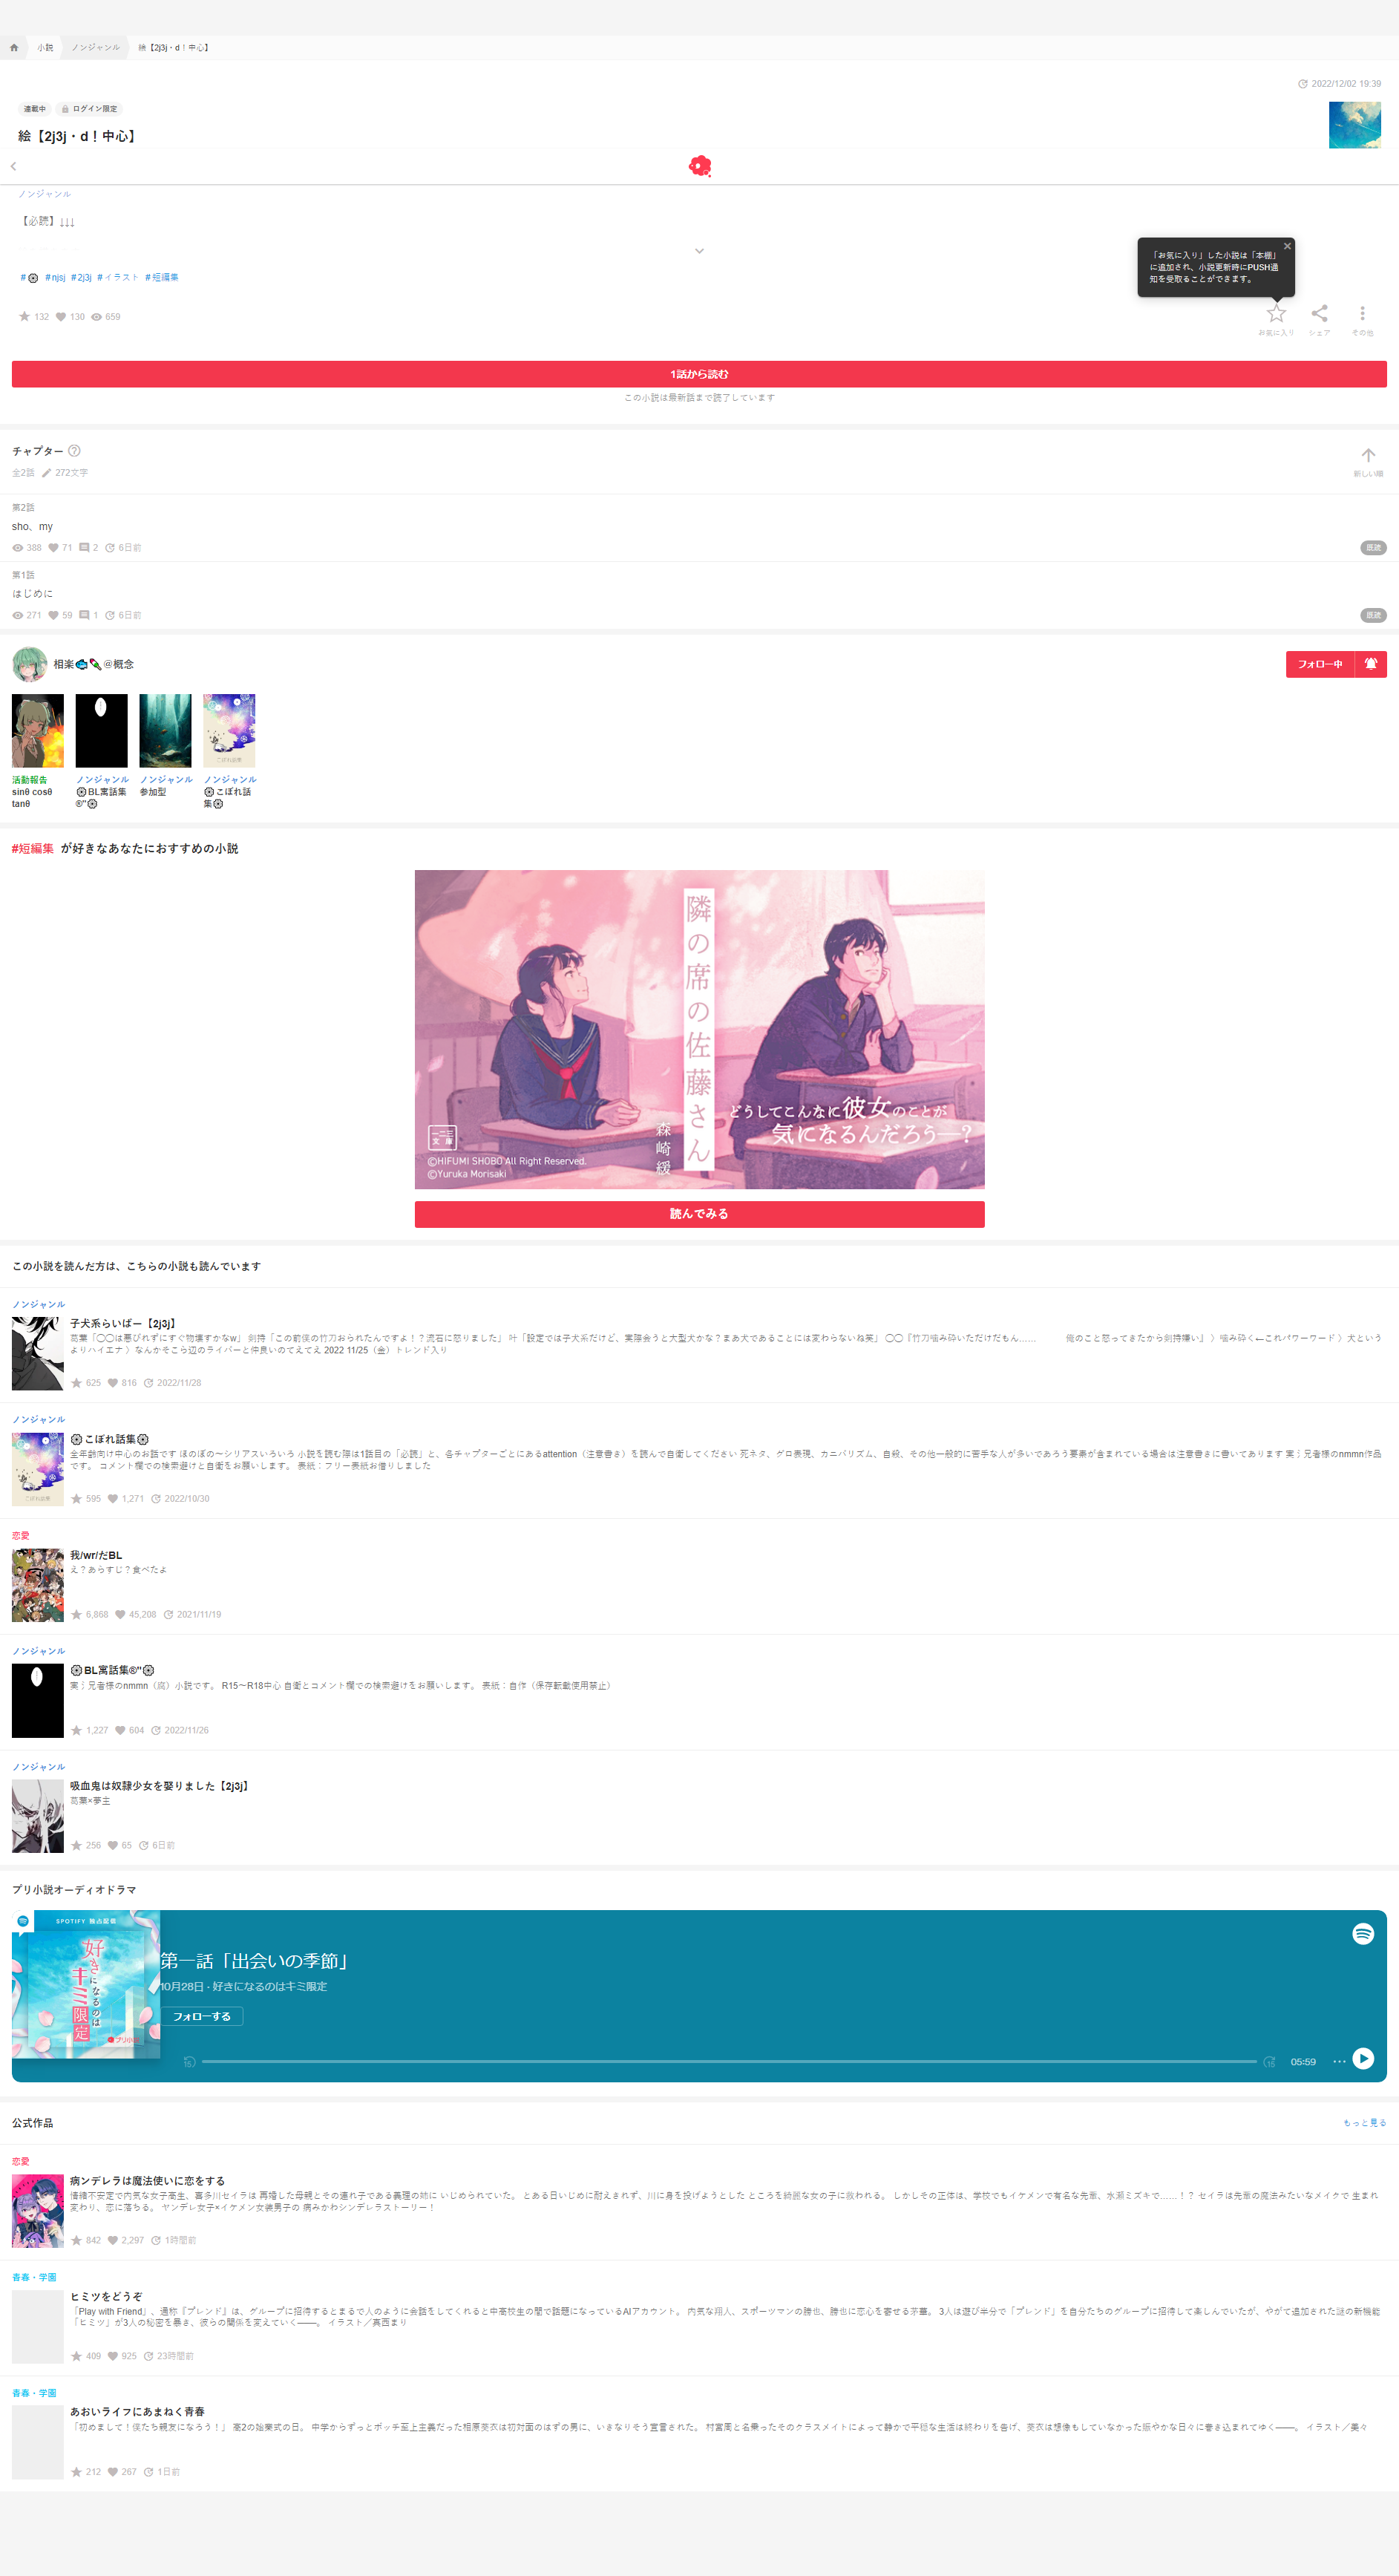 小説
ノンジャンル
絵【2j3j・d！中心】
2022/12/02 19:39
連載中
ログイン限定
絵【2j3j・d！中心】
ノンジャンル
【必読】↓↓↓
「お気に入り」した小説は「本棚」
に追加され、小説更新時にPUSH通
知を受取ることができます。
# #njsj #2j3j #イラスト #短編集
132 130 659
お気に入り
シェア
その他
1話から読む
この小説は最新話まで読了しています
チャプター
全2話 272文字
新しい順
第2話
sho、my
388 71 2 6日前
既読
第1話
はじめに
271 59 1 6日前
既読
相楽🐟🍾@概念
フォロー中
活動報告
sinθ cosθ
tanθ
ノンジャンル
BL寓話集
®"
ノンジャンル
参加型
ノンジャンル
こぼれ話
集
#短編集 が好きなあなたにおすすめの小説
隣の席の佐藤さん
森崎緩
どうしてこんなに彼女のことが
気になるんだろう―?
一二三
文庫
©HIFUMI SHOBO All Right Reserved.
©Yuruka Morisaki
読んでみる
この小説を読んだ方は、こちらの小説も読んでいます
ノンジャンル
子犬系らいばー【2j3j】
葛葉「◯◯は悪びれずにすぐ物壊すかなw」 剣持「この前僕の竹刀おられたんですよ！？流石に怒りました」 叶「設定では子犬系だけど、実際会うと大型犬かな？まあ犬であることには変わらないね笑」 ◯◯『竹刀噛み砕いただけだもん…… 俺のこと怒ってきたから剣持嫌い』 〉噛み砕く←これパワーワード 〉犬という
よりハイエナ 〉なんかそこら辺のライバーと仲良いのてえてえ 2022 11/25（金）トレンド入り
625 816 2022/11/28
ノンジャンル
こぼれ話集
全年齢向け中心のお話です ほのぼの〜シリアスいろいろ 小説を読む際は1話目の「必読」と、各チャプターごとにあるattention（注意書き）を読んで自衛してください 死ネタ、グロ表現、カニバリズム、自殺、その他一般的に苦手な人が多いであろう要素が含まれている場合は注意書きに書いてあります 実⸾兄者様のnmmn作品
です。 コメント欄での検索避けと自衛をお願いします。 表紙：フリー表紙お借りしました
595 1,271 2022/10/30
恋愛
我/wr/だBL
え？あらすじ？食べたよ
6,868 45,208 2021/11/19
ノンジャンル
BL寓話集®"
実⸾兄者様のnmmn（腐）小説です。 R15〜R18中心 自衛とコメント欄での検索避けをお願いします。 表紙：自作（保存転載使用禁止）
1,227 604 2022/11/26
ノンジャンル
吸血鬼は奴隷少女を娶りました【2j3j】
葛葉×夢主
256 65 6日前
プリ小説オーディオドラマ
SPOTIFY 独占配信
好きになるのはキミ限定
プリ小説
第一話「出会いの季節」
10月28日 · 好きになるのはキミ限定
フォローする
15
15
05:59
公式作品
もっと見る
恋愛
病ンデレラは魔法使いに恋をする
情緒不安定で内気な女子高生、喜多川セイラは 再婚した母親とその連れ子である義理の姉に いじめられていた。 とある日いじめに耐えきれず、川に身を投げようとした ところを綺麗な女の子に救われる。 しかしその正体は、学校でもイケメンで有名な先輩、水瀬ミズキで……！？ セイラは先輩の魔法みたいなメイクで 生まれ
変わり、恋に落ちる。 ヤンデレ女子×イケメン女装男子の 病みかわシンデレラストーリー！
842 2,297 1時間前
青春・学園
ヒミツをどうぞ
「Play with Friend」、通称『プレンド』は、グループに招待するとまるで人のように会話をしてくれると中高校生の間で話題になっているAIアカウント。 内気な翔人、スポーツマンの勝也、勝也に恋心を寄せる茅華。 3人は遊び半分で「プレンド」を自分たちのグループに招待して楽しんでいたが、やがて追加された謎の新機能
「ヒミツ」が3人の秘密を暴き、彼らの関係を変えていく――。 イラスト／真西まり
409 925 23時間前
青春・学園
あおいライフにあまねく青春
「初めまして！僕たち親友になろう！」 高2の始業式の日。 中学からずっとボッチ至上主義だった相原葵衣は初対面のはずの男に、いきなりそう宣言された。 村宮周と名乗ったそのクラスメイトによって静かで平穏な生活は終わりを告げ、葵衣は想像もしていなかった賑やかな日々に巻き込まれてゆく――。 イラスト／美々
212 267 1日前